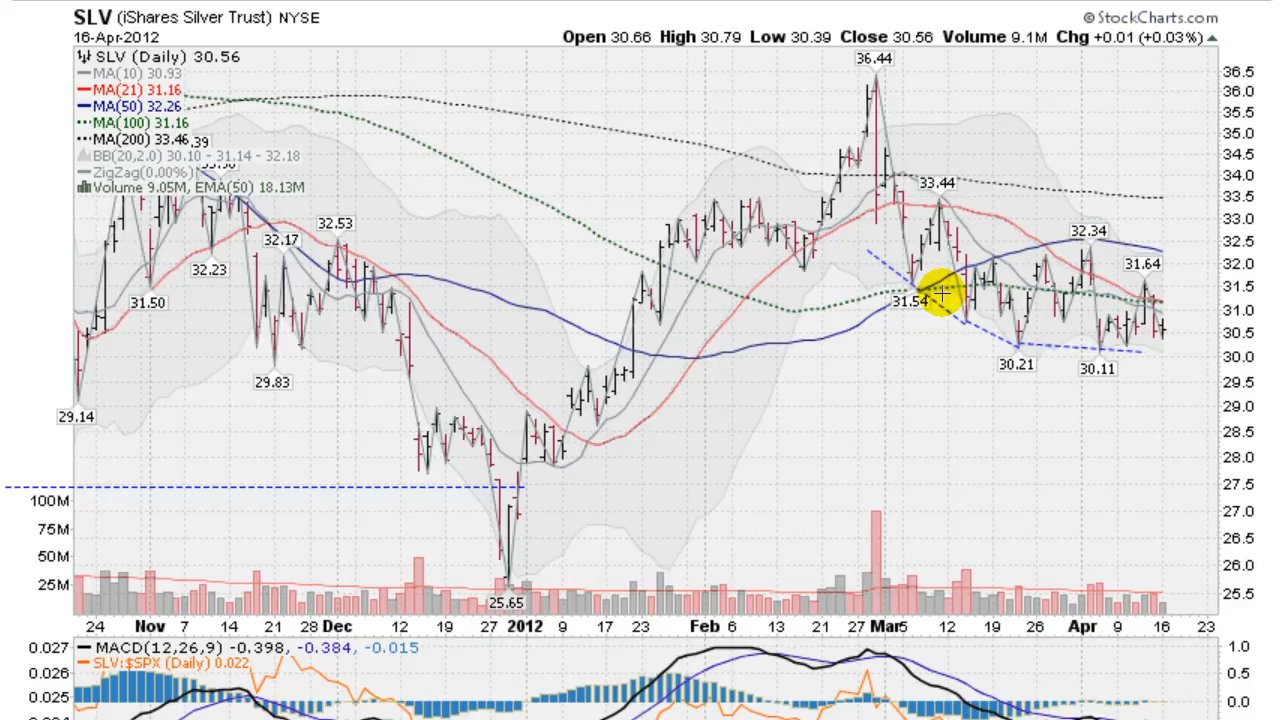 SLV (iShares Silver Trust) NYSE
© StockCharts.com
16-Apr-2012
Open 30.66 High 30.79 Low 30.39 Close 30.56 Volume 9.1M Chg +0.01 (+0.03%)
SLV (Daily) 30.56
MA(10) 30.93
MA(21) 31.16
MA(50) 32.26
MA(100) 31.16
MA(200) 33.46
BB(20,2.0) 30.10 - 31.14 - 32.18
ZigZag(0.00%)
Volume 9.05M, EMA(50) 18.13M
36.44
33.44
32.53
32.17
32.23
31.50
29.83
29.14
25.65
31.54
30.21
32.34
31.64
30.11
36.5
36.0
35.5
35.0
34.5
34.0
33.5
33.0
32.5
32.0
31.5
31.0
30.5
30.0
29.5
29.0
28.5
28.0
27.5
27.0
26.5
26.0
25.5
100M
75M
50M
25M
24 Nov 7 14 21 28 Dec 12 19 27 2012 9 17 23 Feb 6 13 21 27 Mar 5 12 19 26 Apr 9 16 23
MACD(12,26,9) -0.398, -0.384, -0.015
SLV:$SPX (Daily) 0.022
0.027
0.026
0.025
1.0
0.5
0.0